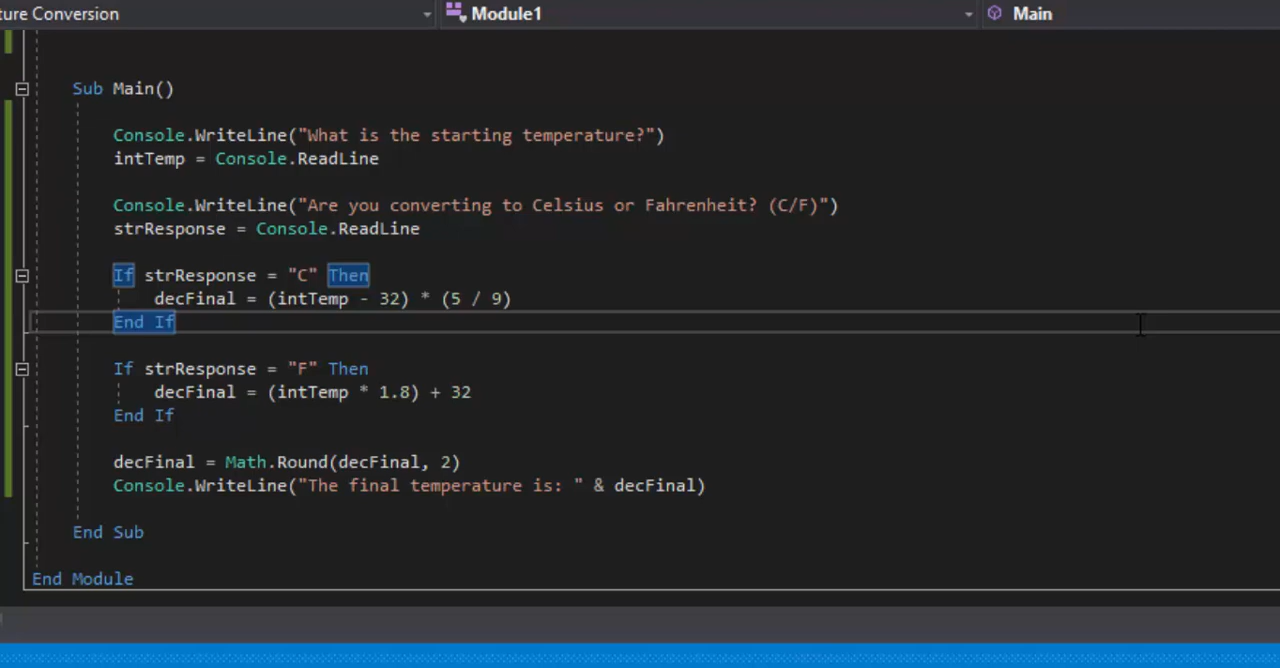 ture Conversion Module1 Main
Sub Main()
Console.WriteLine("What is the starting temperature?")
intTemp = Console.ReadLine
Console.WriteLine("Are you converting to Celsius or Fahrenheit? (C/F)")
strResponse = Console.ReadLine
If strResponse = "C" Then
decFinal = (intTemp - 32) * (5 / 9)
End If
If strResponse = "F" Then
decFinal = (intTemp * 1.8) + 32
End If
decFinal = Math.Round(decFinal, 2)
Console.WriteLine("The final temperature is: " & decFinal)
End Sub
End Module